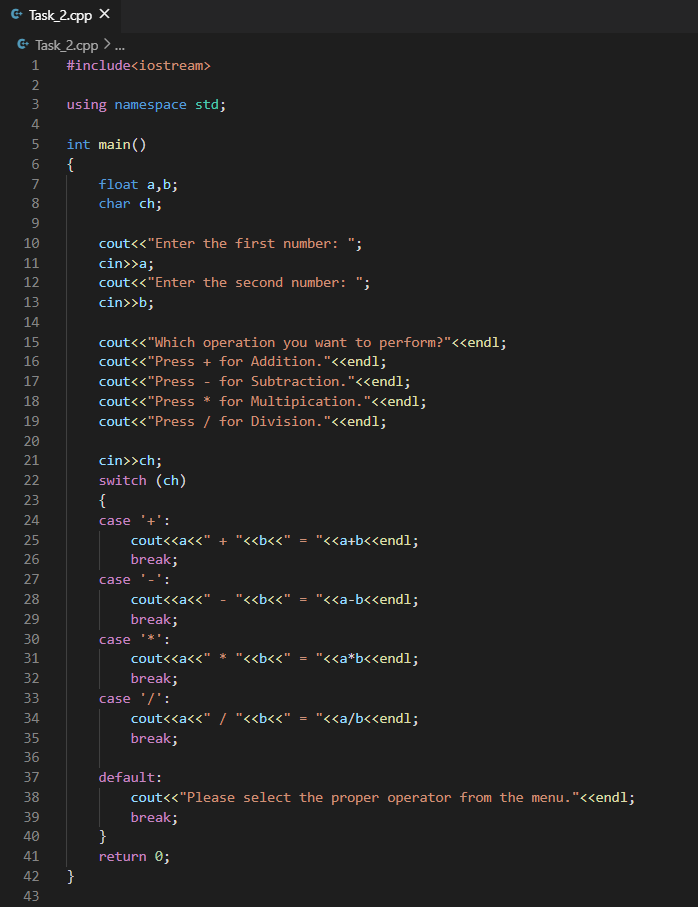 Task_2.cpp ×
Task_2.cpp > ...
1 #include<iostream>
2
3 using namespace std;
4
5 int main()
6 {
7     float a,b;
8     char ch;
9
10     cout<<"Enter the first number: ";
11     cin>>a;
12     cout<<"Enter the second number: ";
13     cin>>b;
14
15     cout<<"Which operation you want to perform?"<<endl;
16     cout<<"Press + for Addition."<<endl;
17     cout<<"Press - for Subtraction."<<endl;
18     cout<<"Press * for Multipication."<<endl;
19     cout<<"Press / for Division."<<endl;
20
21     cin>>ch;
22     switch (ch)
23     {
24     case '+':
25         cout<<a<<" + "<<b<<" = "<<a+b<<endl;
26         break;
27     case '-':
28         cout<<a<<" - "<<b<<" = "<<a-b<<endl;
29         break;
30     case '*':
31         cout<<a<<" * "<<b<<" = "<<a*b<<endl;
32         break;
33     case '/':
34         cout<<a<<" / "<<b<<" = "<<a/b<<endl;
35         break;
36
37     default:
38         cout<<"Please select the proper operator from the menu."<<endl;
39         break;
40     }
41     return 0;
42 }
43